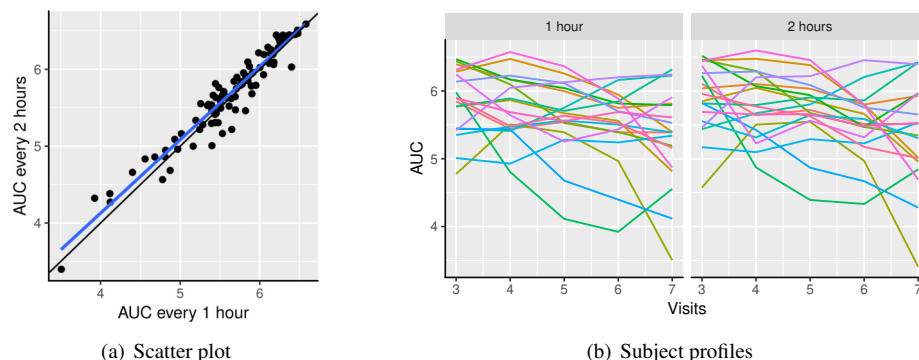 6
5
4
AUC every 2 hours
4 5 6
AUC every 1 hour
(a) Scatter plot
1 hour 2 hours
6
5
4
AUC
3 4 5 6 7 3 4 5 6 7
Visits
(b) Subject profiles